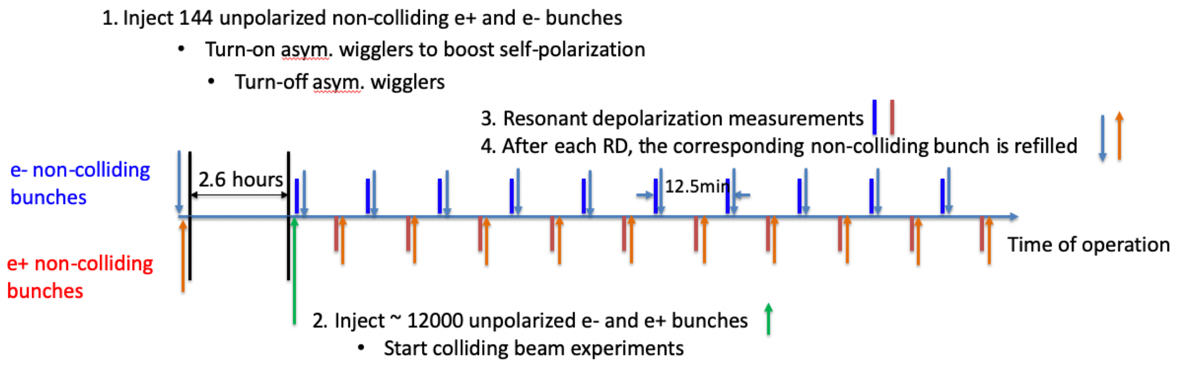 1. Inject 144 unpolarized non-colliding e+ and e- bunches
• Turn-on asym. wigglers to boost self-polarization
• Turn-off asym. wigglers
3. Resonant depolarization measurements
4. After each RD, the corresponding non-colliding bunch is refilled
e- non-colliding
bunches
2.6 hours
12.5min
Time of operation
e+ non-colliding
bunches
2. Inject ~ 12000 unpolarized e- and e+ bunches
• Start colliding beam experiments